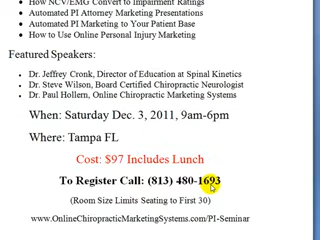 How NCV/EMG Convert to Impairment Ratings
• Automated PI Attorney Marketing Presentations
• Automated PI Marketing to Your Patient Base
• How to Use Online Personal Injury Marketing
Featured Speakers:
• Dr. Jeffrey Cronk, Director of Education at Spinal Kinetics
• Dr. Steve Wilson, Board Certified Chiropractic Neurologist
• Dr. Paul Hollern, Online Chiropractic Marketing Systems
When: Saturday Dec. 3, 2011, 9am-6pm
Where: Tampa FL
Cost: $97 Includes Lunch
To Register Call: (813) 480-1693
(Room Size Limits Seating to First 30)
www.OnlineChiropracticMarketingSystems.com/PI-Seminar